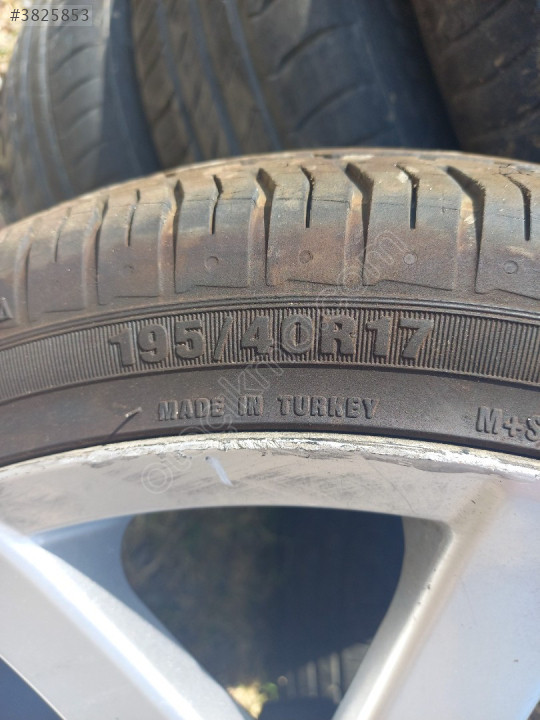 #3825853
195/40R17
MADE IN TURKEY
M+S